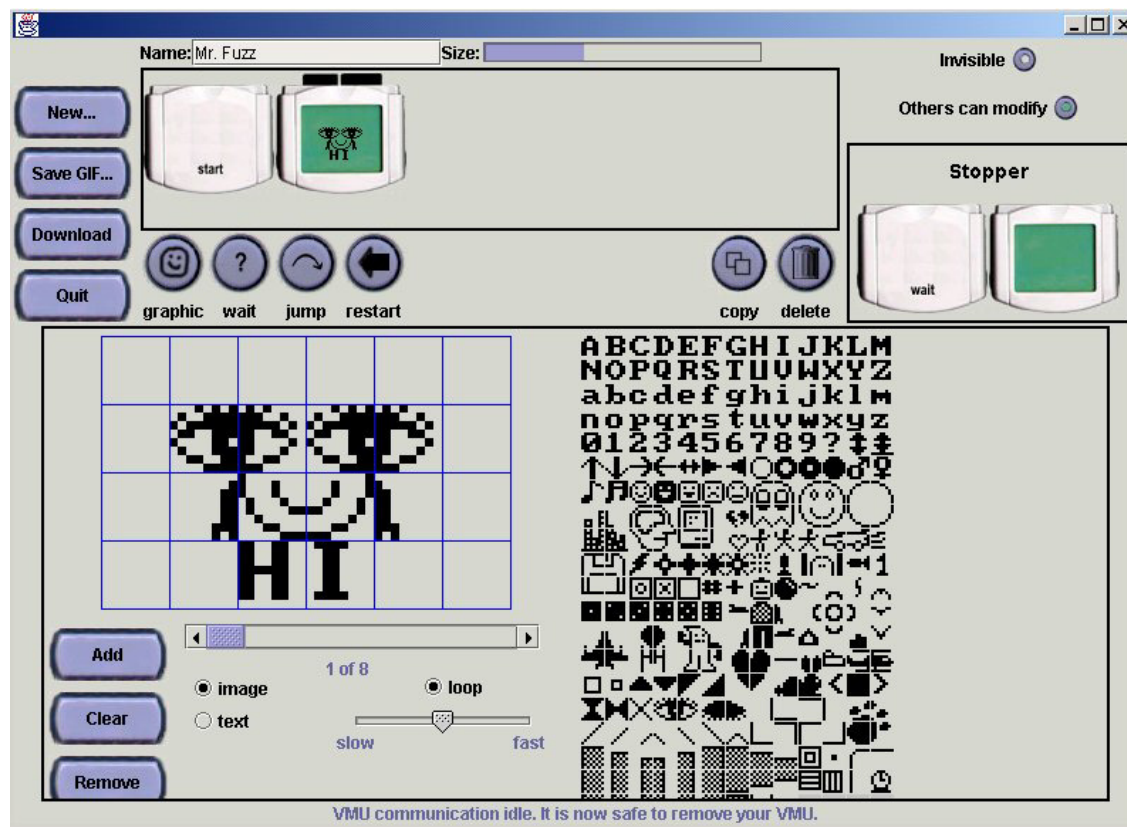 Name: Mr. Fuzz Size:
Invisible
Others can modify
New...
Save GIF...
Download
Quit
start
HI
Stopper
wait
graphic wait jump restart
copy delete
HI
ABCDEFGHIJKLM
NOPQRSTUVWXYZ
abcdefghijklm
nopqrstuvwxyz
0123456789?
1
Add
Clear
Remove
1 of 8
image
text
loop
slow fast
VMU communication idle. It is now safe to remove your VMU.